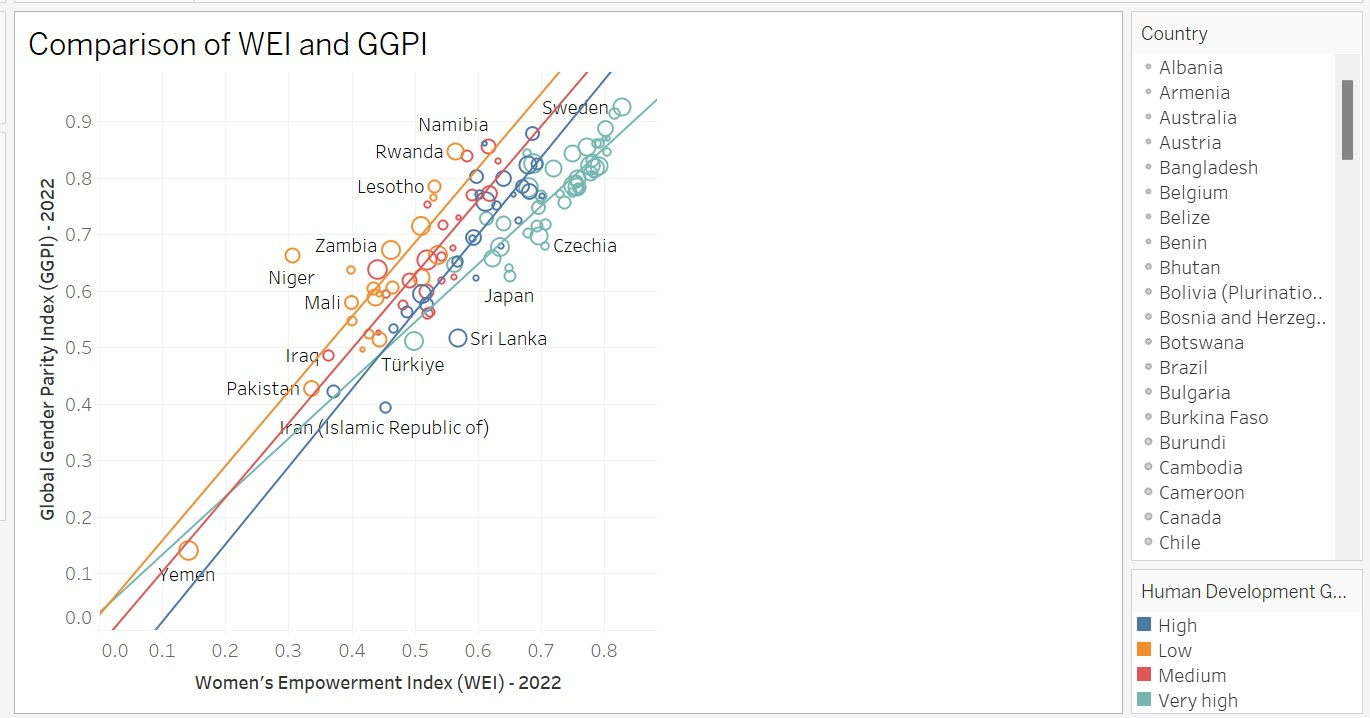 Comparison of WEI and GGPI
Global Gender Parity Index (GGPI) - 2022
0.9
0.8
0.7
0.6
0.5
0.4
0.3
0.2
0.1
0.0
Sweden
Namibia
Rwanda
Lesotho
Zambia
Czechia
Niger
Japan
Mali
Sri Lanka
Iraq
Türkiye
Pakistan
Iran (Islamic Republic of)
Yemen
0.0 0.1 0.2 0.3 0.4 0.5 0.6 0.7 0.8
Women's Empowerment Index (WEI) - 2022
Country
Albania
Armenia
Australia
Austria
Bangladesh
Belgium
Belize
Benin
Bhutan
Bolivia (Plurinatio..
Bosnia and Herzeg..
Botswana
Brazil
Bulgaria
Burkina Faso
Burundi
Cambodia
Cameroon
Canada
Chile
Human Development G...
High
Low
Medium
Very high